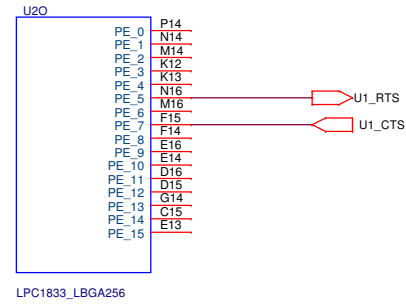 U2O
PE_0 P14
PE_1 N14
PE_2 M14
PE_3 K12
PE_4 K13
PE_5 N16 U1_RTS
PE_6 M16
PE_7 F15 U1_CTS
PE_8 F14
PE_9 E16
PE_10 E14
PE_11 D16
PE_12 D15
PE_13 G14
PE_14 C15
PE_15 E13
LPC1833_LBGA256